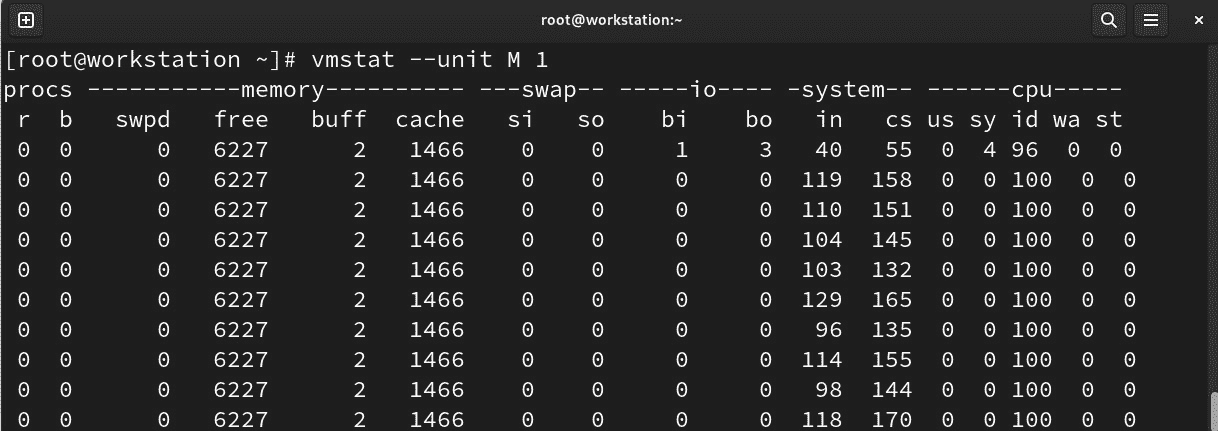 root@workstation:~
[root@workstation ~]# vmstat --unit M 1
procs -----------memory---------- ---swap-- -----io---- -system-- ------cpu-----
 r  b   swpd   free   buff  cache   si   so    bi    bo   in   cs us sy id wa st
 0  0      0   6227      2   1466    0    0     1     3   40   55  0  4 96  0  0
 0  0      0   6227      2   1466    0    0     0     0  119  158  0  0 100  0  0
 0  0      0   6227      2   1466    0    0     0     0  110  151  0  0 100  0  0
 0  0      0   6227      2   1466    0    0     0     0  104  145  0  0 100  0  0
 0  0      0   6227      2   1466    0    0     0     0  103  132  0  0 100  0  0
 0  0      0   6227      2   1466    0    0     0     0  129  165  0  0 100  0  0
 0  0      0   6227      2   1466    0    0     0     0   96  135  0  0 100  0  0
 0  0      0   6227      2   1466    0    0     0     0  114  155  0  0 100  0  0
 0  0      0   6227      2   1466    0    0     0     0   98  144  0  0 100  0  0
 0  0      0   6227      2   1466    0    0     0     0  118  170  0  0 100  0  0